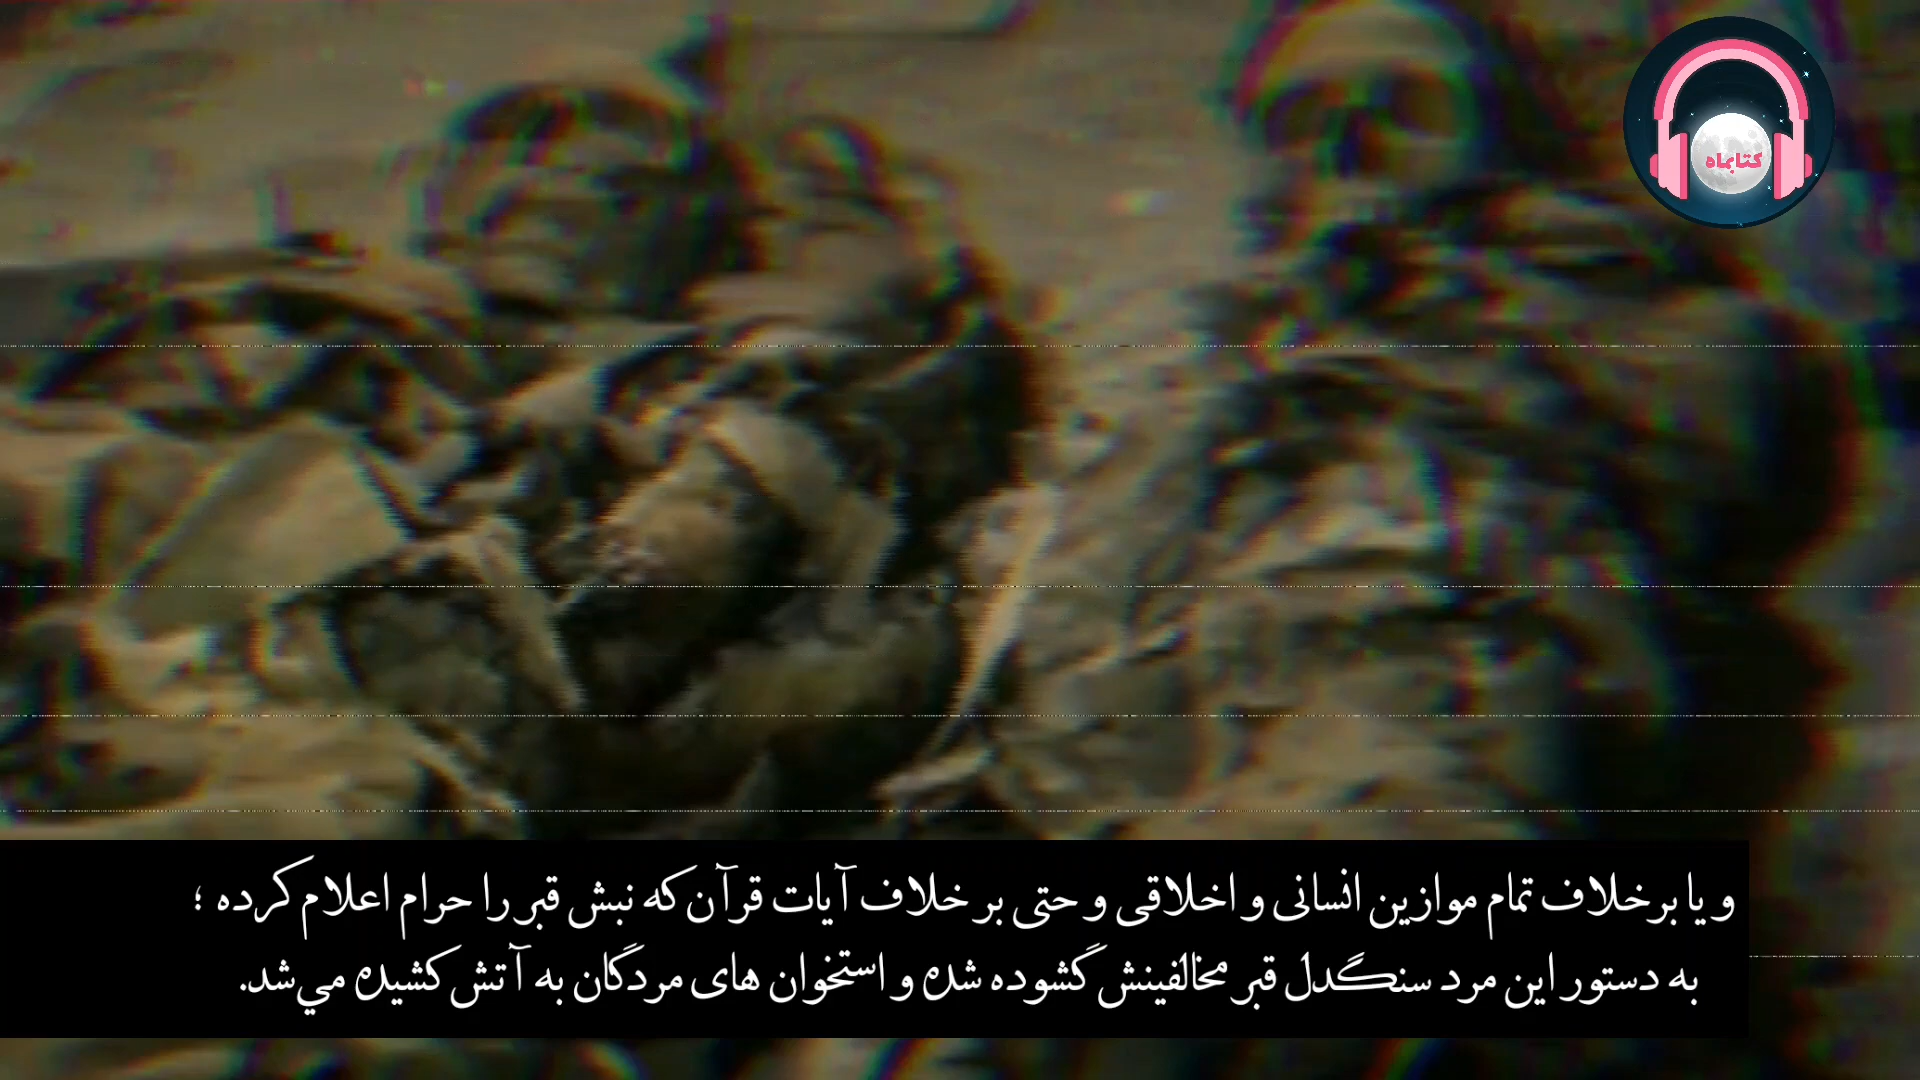 کتابماه
و یا برخلاف تمام موازین انسانی و اخلاقی و حتی بر خلاف آیات قرآن که نبش قبر را حرام اعلام کرده ؛
به دستور این مرد سنگدل قبر مخالفینش گشوده شده و استخوان های مردگان به آتش کشیده می‌شد.